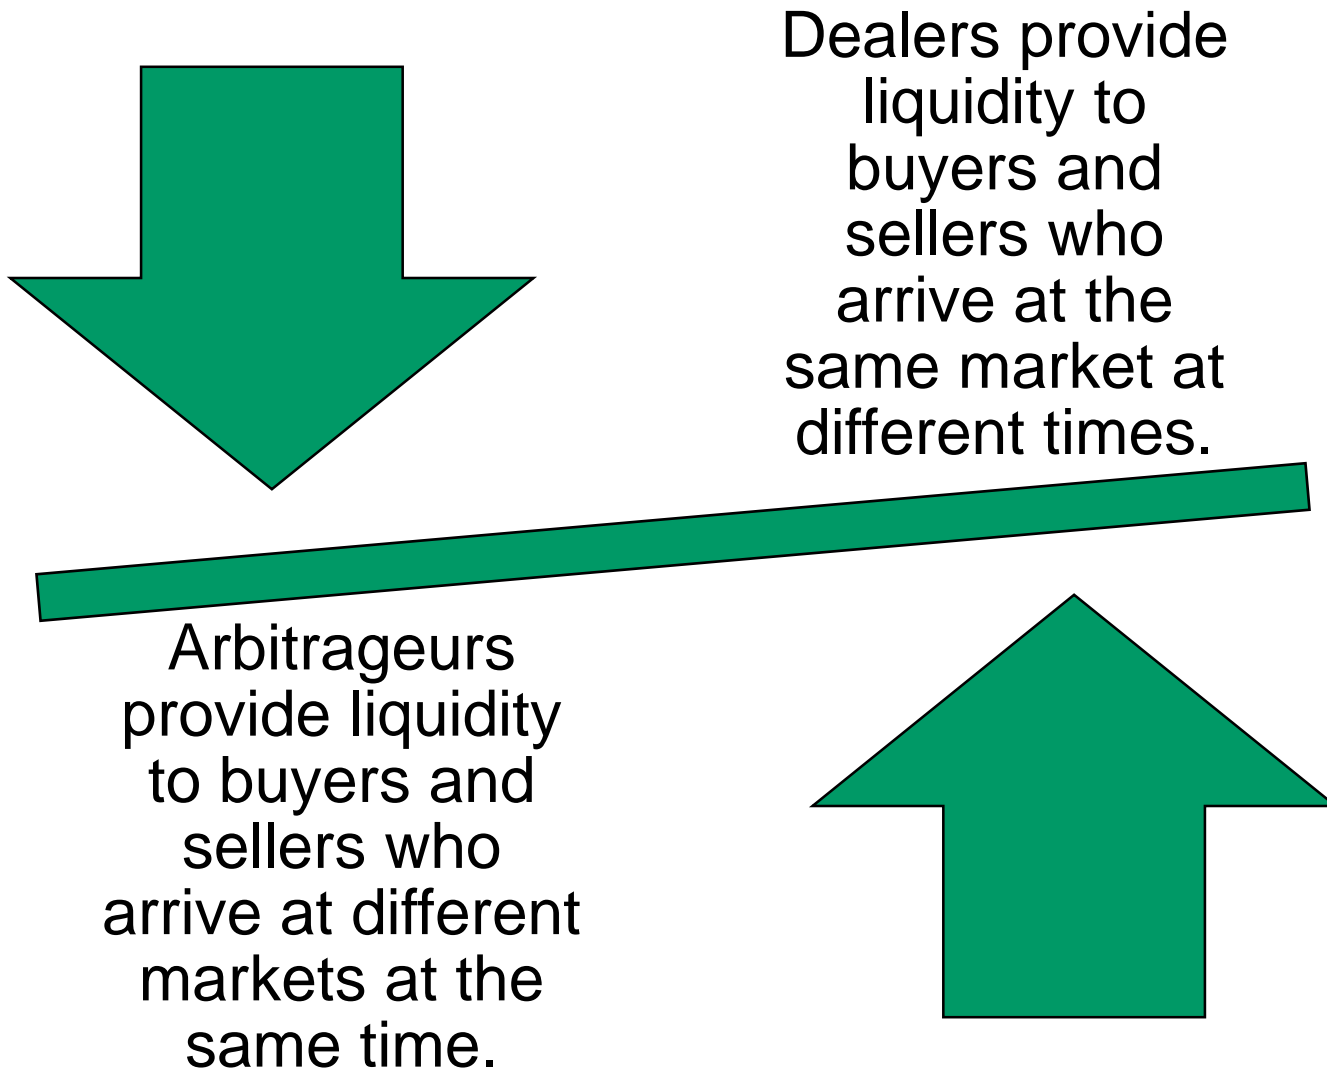 Dealers provide
liquidity to
buyers and
sellers who
arrive at the
same market at
different times.
Arbitrageurs
provide liquidity
to buyers and
sellers who
arrive at different
markets at the
same time.